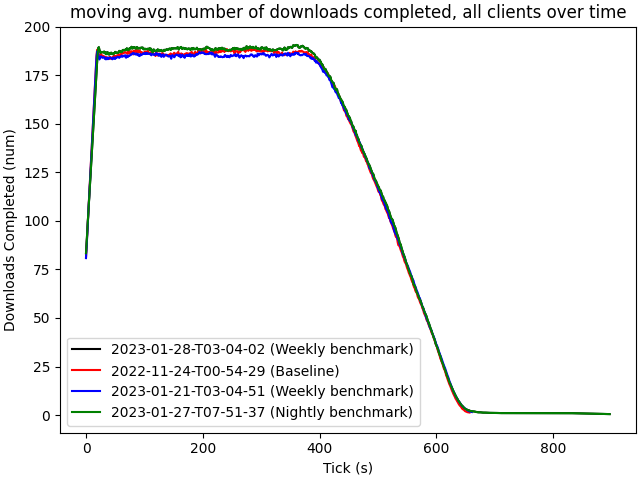 moving avg. number of downloads completed, all clients over time
200
175
150
125
100
75
50
25
0
Downloads Completed (num)
2023-01-28-T03-04-02 (Weekly benchmark)
2022-11-24-T00-54-29 (Baseline)
2023-01-21-T03-04-51 (Weekly benchmark)
2023-01-27-T07-51-37 (Nightly benchmark)
0 200 400 600 800
Tick (s)